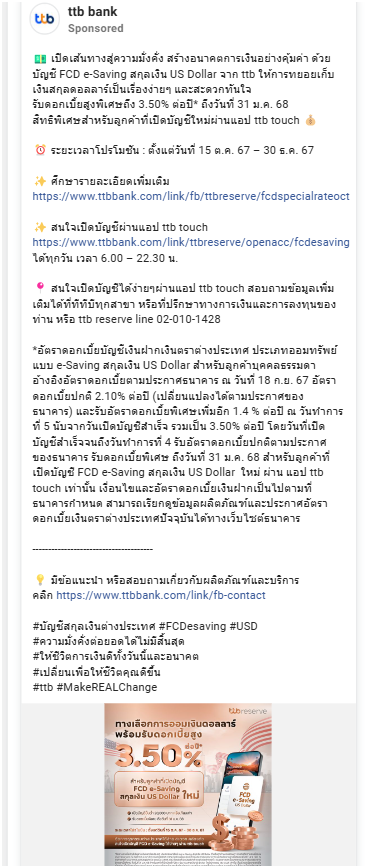 ttb
ttb bank
Sponsored
💵 เปิดเส้นทางสู่ความมั่งคั่ง สร้างอนาคตการเงินอย่างคุ้มค่า ด้วย
บัญชี FCD e-Saving สกุลเงิน US Dollar จาก ttb ให้การทยอยเก็บ
เงินสกุลดอลลาร์เป็นเรื่องง่ายๆ และสะดวกทันใจ
รับดอกเบี้ยสูงพิเศษถึง 3.50% ต่อปี* ถึงวันที่ 31 ม.ค. 68
สิทธิพิเศษสำหรับลูกค้าที่เปิดบัญชีใหม่ผ่านแอป ttb touch 👍🏻
⏰ ระยะเวลาโปรโมชัน : ตั้งแต่วันที่ 15 ต.ค. 67 – 30 ธ.ค. 67
✨ ศึกษารายละเอียดเพิ่มเติม
https://www.ttbbank.com/link/fb/ttbreserve/fcdspecialrateoct
✨ สนใจเปิดบัญชีผ่านแอป ttb touch
https://www.ttbbank.com/link/ttbreserve/openacc/fcdesaving
ได้ทุกวัน เวลา 6.00 – 22.30 น.
📍 สนใจเปิดบัญชีได้ง่ายๆผ่านแอป ttb touch สอบถามข้อมูลเพิ่ม
เติมได้ที่ทีทีบีทุกสาขา หรือที่ปรึกษาทางการเงินและการลงทุนของ
ท่าน หรือ ttb reserve line 02-010-1428
*อัตราดอกเบี้ยบัญชีเงินฝากเงินตราต่างประเทศ ประเภทออมทรัพย์
แบบ e-Saving สกุลเงิน US Dollar สำหรับลูกค้าบุคคลธรรมดา
อ้างอิงอัตราดอกเบี้ยตามประกาศธนาคาร ณ วันที่ 18 ก.ย. 67 อัตรา
ดอกเบี้ยปกติ 2.10% ต่อปี (เปลี่ยนแปลงได้ตามประกาศของ
ธนาคาร) และรับอัตราดอกเบี้ยพิเศษเพิ่มอีก 1.4 % ต่อปี ณ วันทำการ
ที่ 5 นับจากวันเปิดบัญชีสำเร็จ รวมเป็น 3.50% ต่อปี โดยวันที่เปิด
บัญชีสำเร็จจนถึงวันทำการที่ 4 รับอัตราดอกเบี้ยปกติตามประกาศ
ของธนาคาร รับดอกเบี้ยพิเศษ ถึงวันที่ 31 ม.ค. 68 สำหรับลูกค้าที่
เปิดบัญชี FCD e-Saving สกุลเงิน US Dollar ใหม่ ผ่าน แอป ttb
touch เท่านั้น เงื่อนไขและอัตราดอกเบี้ยเงินฝากเป็นไปตามที่
ธนาคารกำหนด สามารถเรียกดูข้อมูลผลิตภัณฑ์และประกาศอัตรา
ดอกเบี้ยเงินตราต่างประเทศปัจจุบันได้ทางเว็บไซต์ธนาคาร
--------------------------------------
💡 มีข้อแนะนำ หรือสอบถามเกี่ยวกับผลิตภัณฑ์และบริการ
คลิก https://www.ttbbank.com/link/fb-contact
#บัญชีสกุลเงินต่างประเทศ #FCDesaving #USD
#ความมั่งคั่งต่อยอดได้ไม่มีสิ้นสุด
#ให้ชีวิตการเงินดีทั้งวันนี้และอนาคต
#เปลี่ยนเพื่อให้ชีวิตคุณดีขึ้น
#ttb #MakeREALChange
ttb reserve
ทางเลือกการออมเงินดอลลาร์
พร้อมรับดอกเบี้ยสูง
3.50% ต่อปี*
สำหรับลูกค้าที่เปิดบัญชี
FCD e-Saving
สกุลเงิน US Dollar ใหม่
FCD
e-Saving
US Dollar